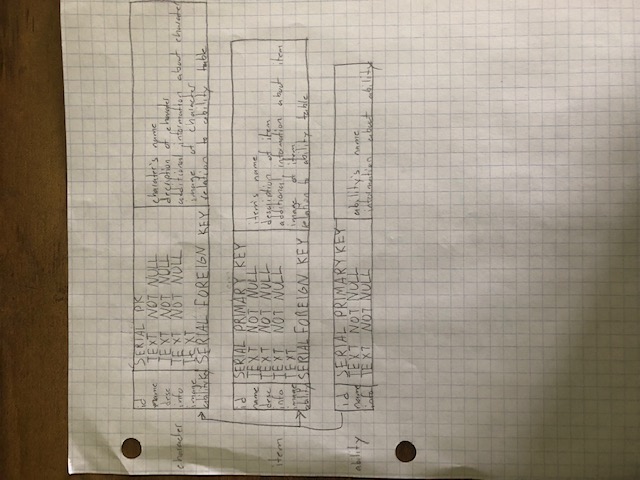 character
id SERIAL PK
name TEXT NOT NULL charater's name
desc TEXT NOT NULL decription of charater
info TEXT NOT NULL additional information about character
image TEXT image of character
ability SERIAL FOREIGN KEY relation to ability table
item
id SERIAL PRIMARY KEY
name TEXT NOT NULL item's name
desc TEXT NOT NULL description of item
info TEXT NOT NULL additional information about item
image TEXT image of item
ability SERIAL FOREIGN KEY relation to ability table
ability
id SERIAL PRIMARY KEY
name TEXT NOT NULL ability's name
info TEXT NOT NULL information about ability